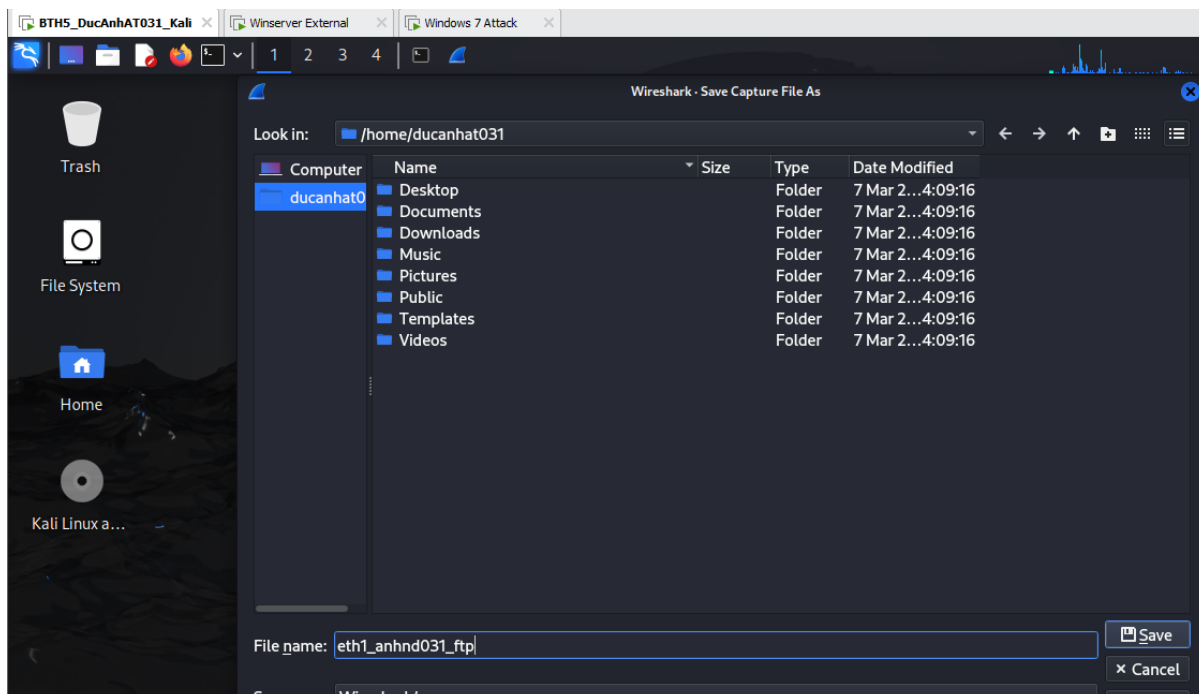 BTH5_DucAnhAT031_Kali Winserver External Windows 7 Attack
1 2 3 4
Wireshark · Save Capture File As
Look in: /home/ducanhat031
Computer
ducanhat0
Name Size Type Date Modified
Desktop Folder 7 Mar 2...4:09:16
Documents Folder 7 Mar 2...4:09:16
Downloads Folder 7 Mar 2...4:09:16
Music Folder 7 Mar 2...4:09:16
Pictures Folder 7 Mar 2...4:09:16
Public Folder 7 Mar 2...4:09:16
Templates Folder 7 Mar 2...4:09:16
Videos Folder 7 Mar 2...4:09:16
Trash
File System
Home
Kali Linux a...
File name: eth1_anhnd031_ftp
Save
Cancel